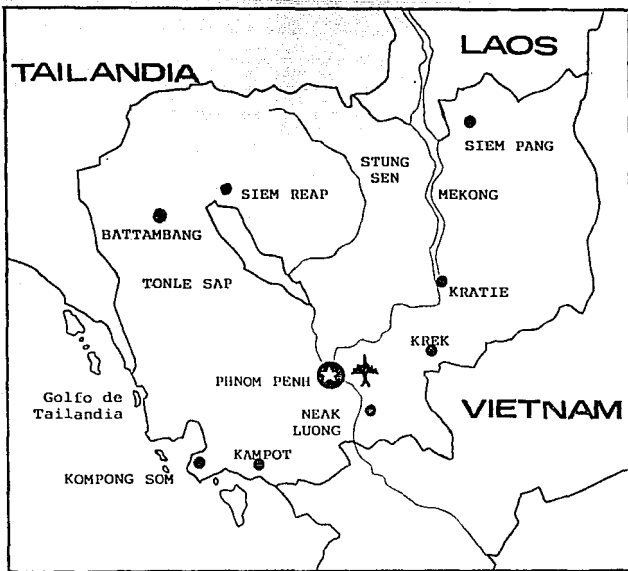 LAOS
TAILANDIA
SIEM PANG
STUNG
SEN
MEKONG
SIEM REAP
BATTAMBANG
TONLE SAP
KRATIE
KREK
PHNOM PENH
Golfo de
Tailandia
NEAK
LUONG
VIETNAM
KAMPOT
KOMPONG SOM